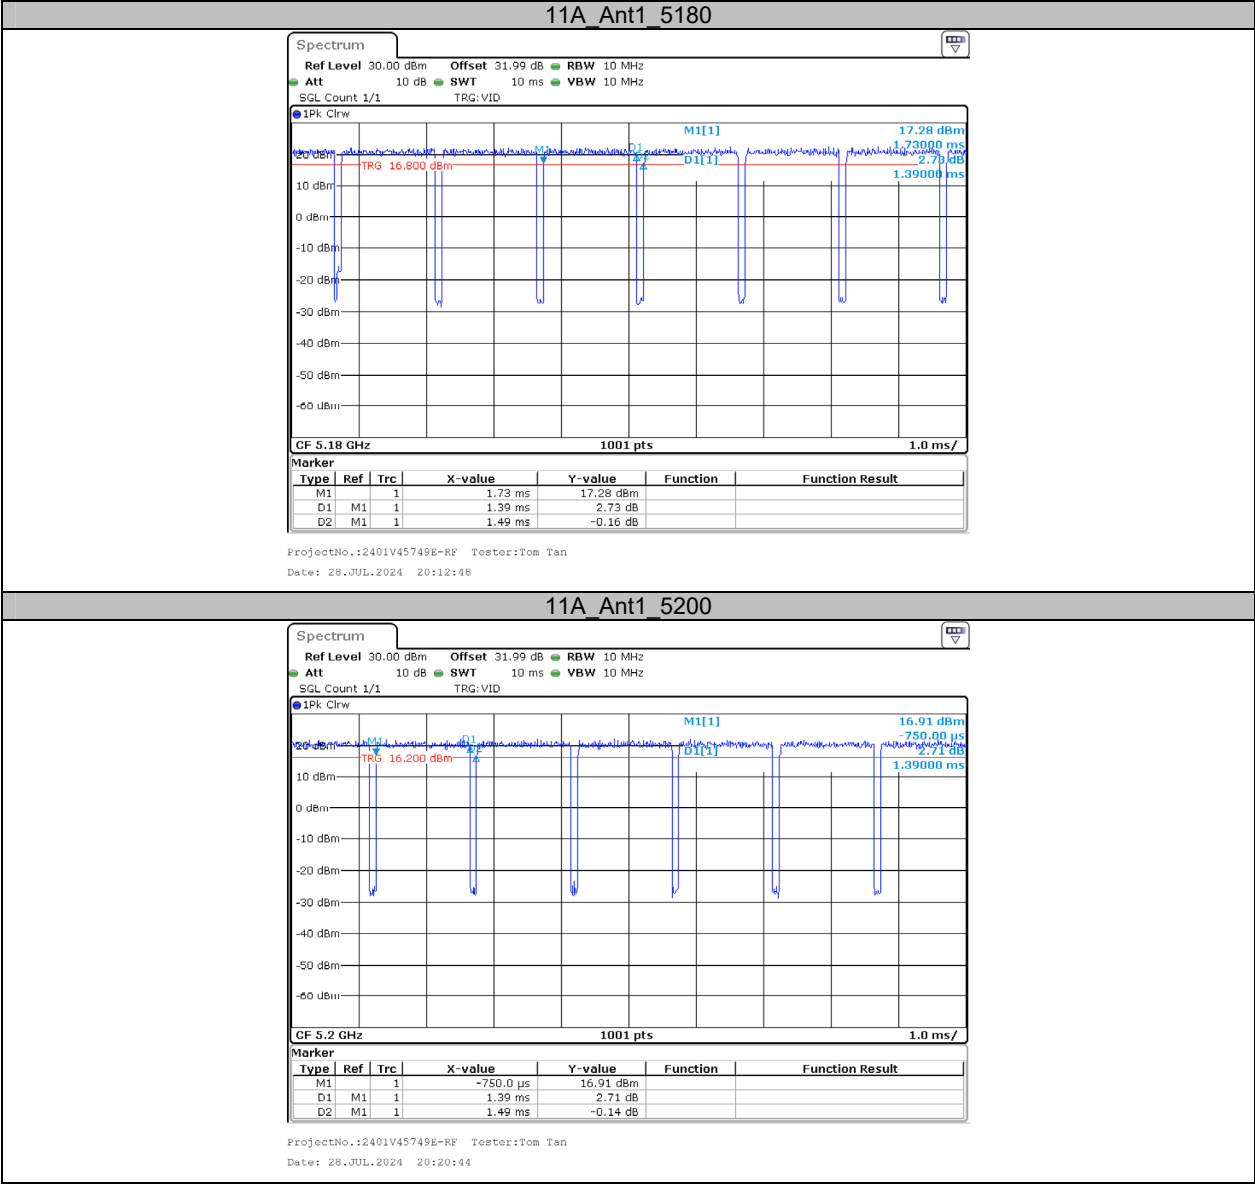 11A_Ant1_5180
Spectrum
Ref Level 30.00 dBm Offset 31.99 dB RBW 10 MHz
Att 10 dB SWT 10 ms VBW 10 MHz
SGL Count 1/1 TRG:VID
1Pk Clrw
M1[1] 17.28 dBm
1.73000 ms
D1[1] 2.73 dB
1.39000 ms
M1
D1
20 dBm
TRG 16.800 dBm
10 dBm
0 dBm
-10 dBm
-20 dBm
-30 dBm
-40 dBm
-50 dBm
-60 dBm
CF 5.18 GHz 1001 pts 1.0 ms/
Marker
Type Ref Trc X-value Y-value Function Function Result
M1 1 1.73 ms 17.28 dBm
D1 M1 1 1.39 ms 2.73 dB
D2 M1 1 1.49 ms -0.16 dB
ProjectNo.:2401V45749E-RF Tester:Tom Tan
Date: 28.JUL.2024 20:12:48
11A_Ant1_5200
Spectrum
Ref Level 30.00 dBm Offset 31.99 dB RBW 10 MHz
Att 10 dB SWT 10 ms VBW 10 MHz
SGL Count 1/1 TRG:VID
1Pk Clrw
M1[1] 16.91 dBm
-750.00 µs
D1[1] 2.71 dB
1.39000 ms
M1
D1
20 dBm
TRG 16.200 dBm
10 dBm
0 dBm
-10 dBm
-20 dBm
-30 dBm
-40 dBm
-50 dBm
-60 dBm
CF 5.2 GHz 1001 pts 1.0 ms/
Marker
Type Ref Trc X-value Y-value Function Function Result
M1 1 -750.0 µs 16.91 dBm
D1 M1 1 1.39 ms 2.71 dB
D2 M1 1 1.49 ms -0.14 dB
ProjectNo.:2401V45749E-RF Tester:Tom Tan
Date: 28.JUL.2024 20:20:44